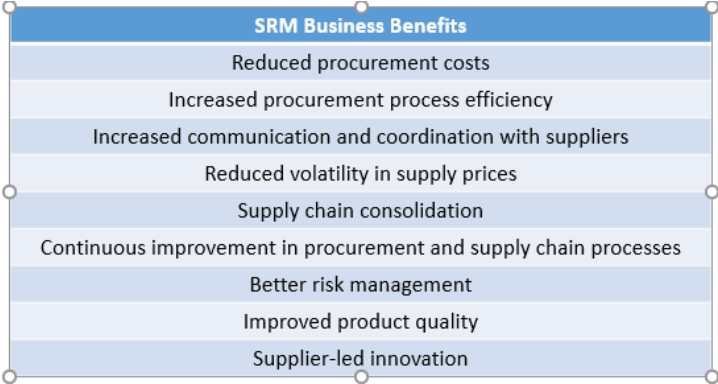 SRM Business Benefits
Reduced procurement costs
Increased procurement process efficiency
Increased communication and coordination with suppliers
Reduced volatility in supply prices
Supply chain consolidation
Continuous improvement in procurement and supply chain processes
Better risk management
Improved product quality
Supplier-led innovation